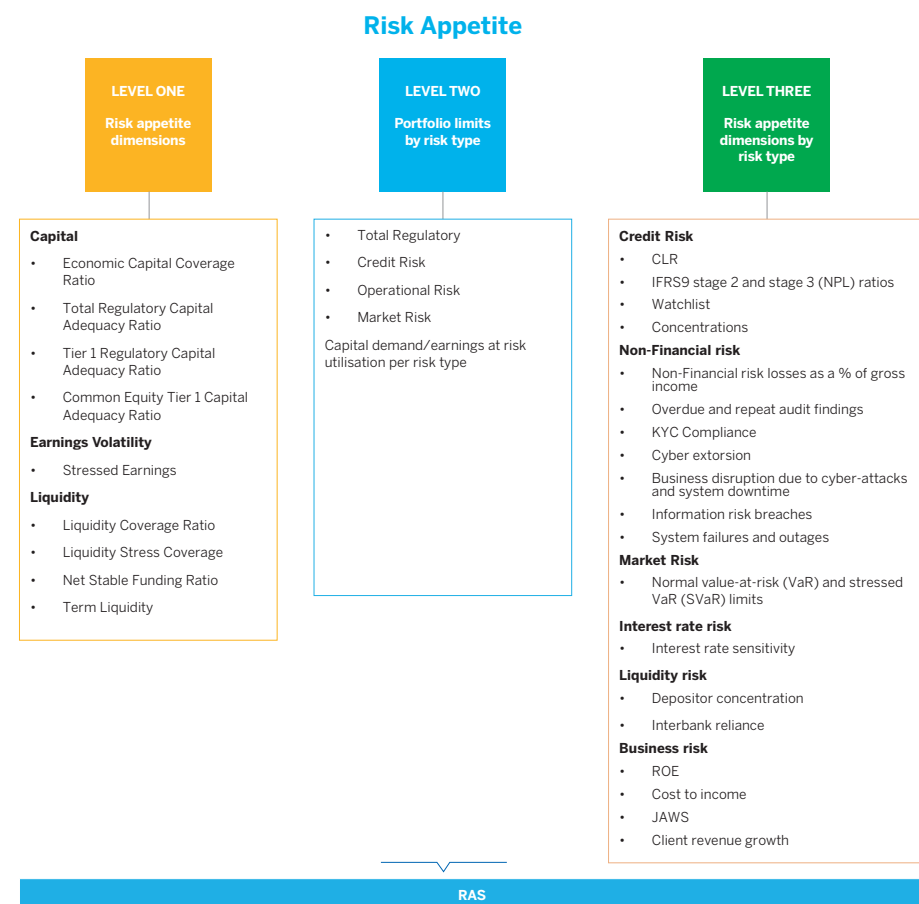 Risk Appetite
LEVEL ONE
Risk appetite
dimensions
Capital
• Economic Capital Coverage
Ratio
• Total Regulatory Capital
Adequacy Ratio
• Tier 1 Regulatory Capital
Adequacy Ratio
• Common Equity Tier 1 Capital
Adequacy Ratio
Earnings Volatility
• Stressed Earnings
Liquidity
• Liquidity Coverage Ratio
• Liquidity Stress Coverage
• Net Stable Funding Ratio
• Term Liquidity
LEVEL TWO
Portfolio limits
by risk type
• Total Regulatory
• Credit Risk
• Operational Risk
• Market Risk
Capital demand/earnings at risk
utilisation per risk type
LEVEL THREE
Risk appetite
dimensions by
risk type
Credit Risk
• CLR
• IFRS9 stage 2 and stage 3 (NPL) ratios
• Watchlist
• Concentrations
Non-Financial risk
• Non-Financial risk losses as a % of gross
income
• Overdue and repeat audit findings
• KYC Compliance
• Cyber extorsion
• Business disruption due to cyber-attacks
and system downtime
• Information risk breaches
• System failures and outages
Market Risk
• Normal value-at-risk (VaR) and stressed
VaR (SVaR) limits
Interest rate risk
• Interest rate sensitivity
Liquidity risk
• Depositor concentration
• Interbank reliance
Business risk
• ROE
• Cost to income
• JAWS
• Client revenue growth
RAS